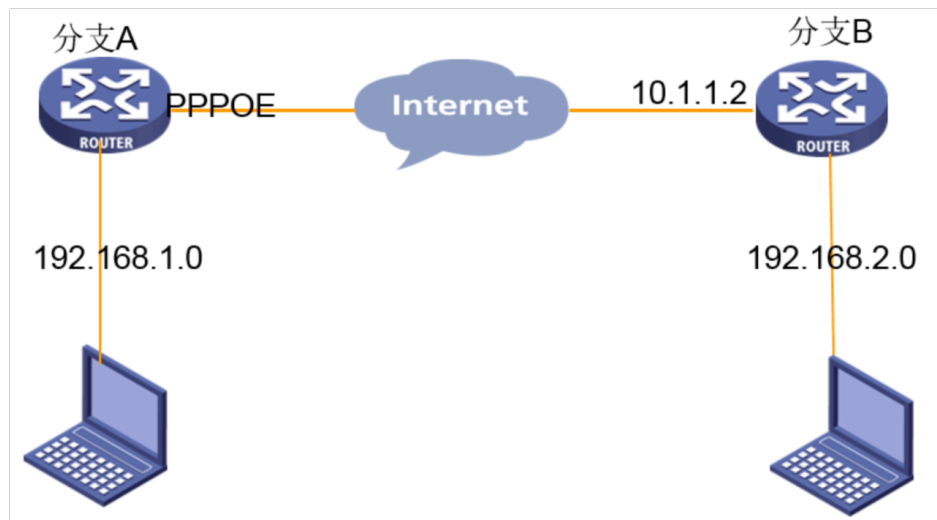 分支A
分支B
PPPOE
Internet
10.1.1.2
ROUTER
ROUTER
192.168.1.0
192.168.2.0